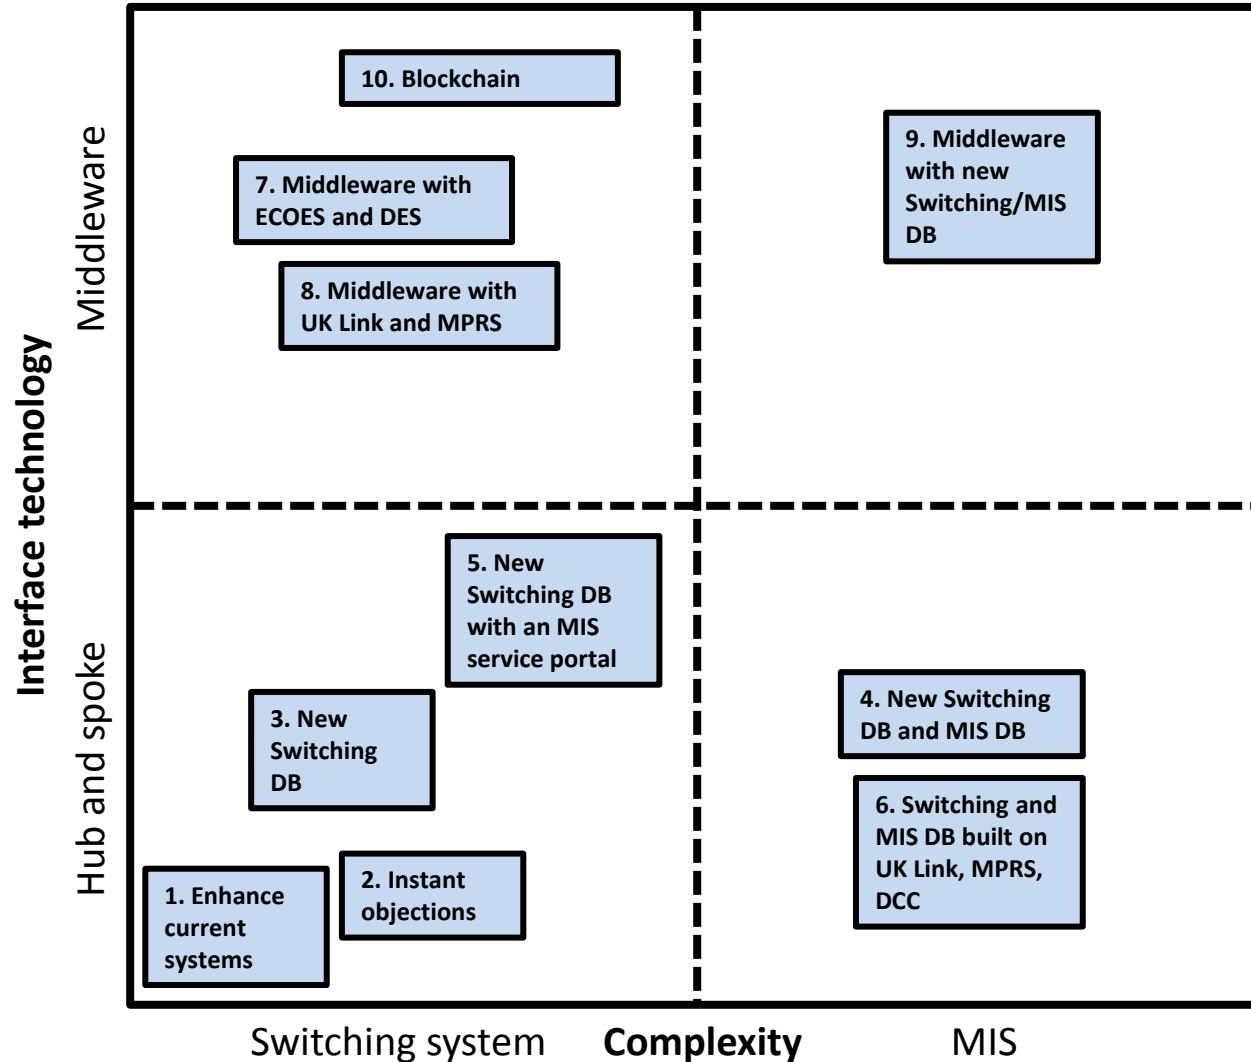 10. Blockchain
9. Middleware
with new
Switching/MIS
DB
7. Middleware with
ECOES and DES
8. Middleware with
UK Link and MPRS
Middleware
Interface technology
Hub and spoke
5. New
Switching DB
with an MIS
service portal
3. New
Switching
DB
4. New Switching
DB and MIS DB
6. Switching and
MIS DB built on
UK Link, MPRS,
DCC
2. Instant
objections
1. Enhance
current
systems
Switching system Complexity MIS